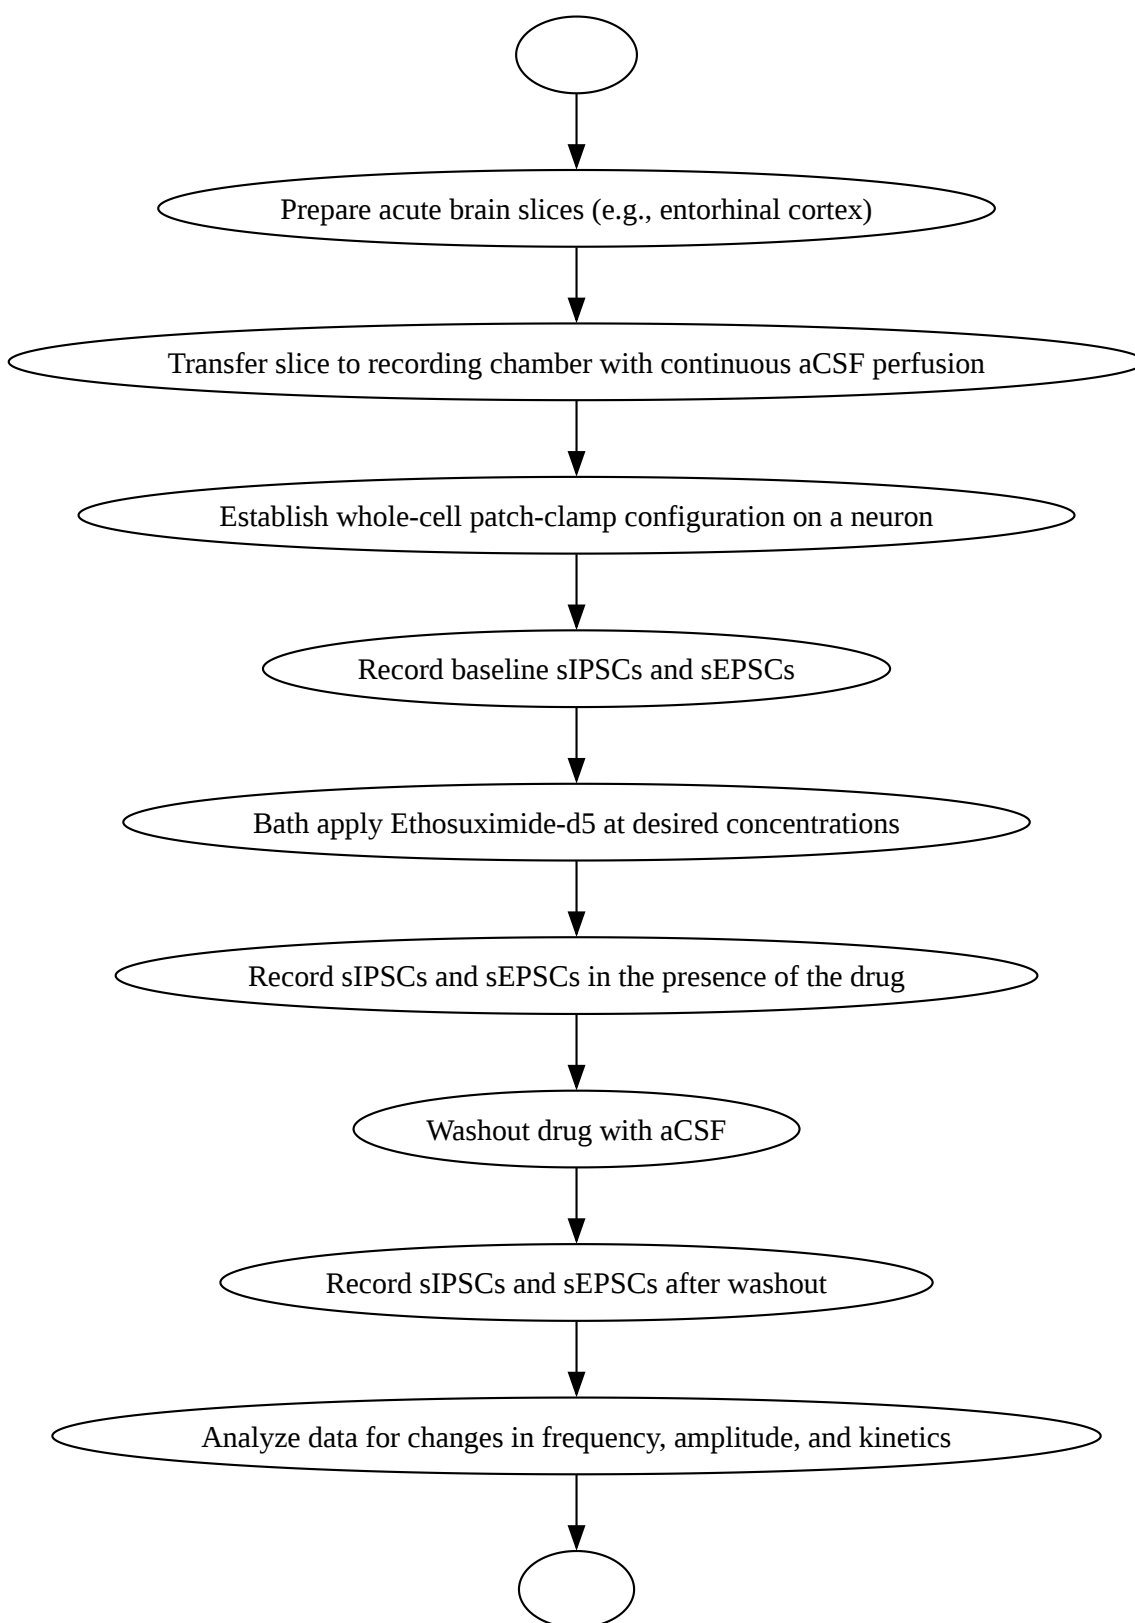 Prepare acute brain slices (e.g., entorhinal cortex)
Transfer slice to recording chamber with continuous aCSF perfusion
Establish whole-cell patch-clamp configuration on a neuron
Record baseline sIPSCs and sEPSCs
Bath apply Ethosuximide-d5 at desired concentrations
Record sIPSCs and sEPSCs in the presence of the drug
Washout drug with aCSF
Record sIPSCs and sEPSCs after washout
Analyze data for changes in frequency, amplitude, and kinetics